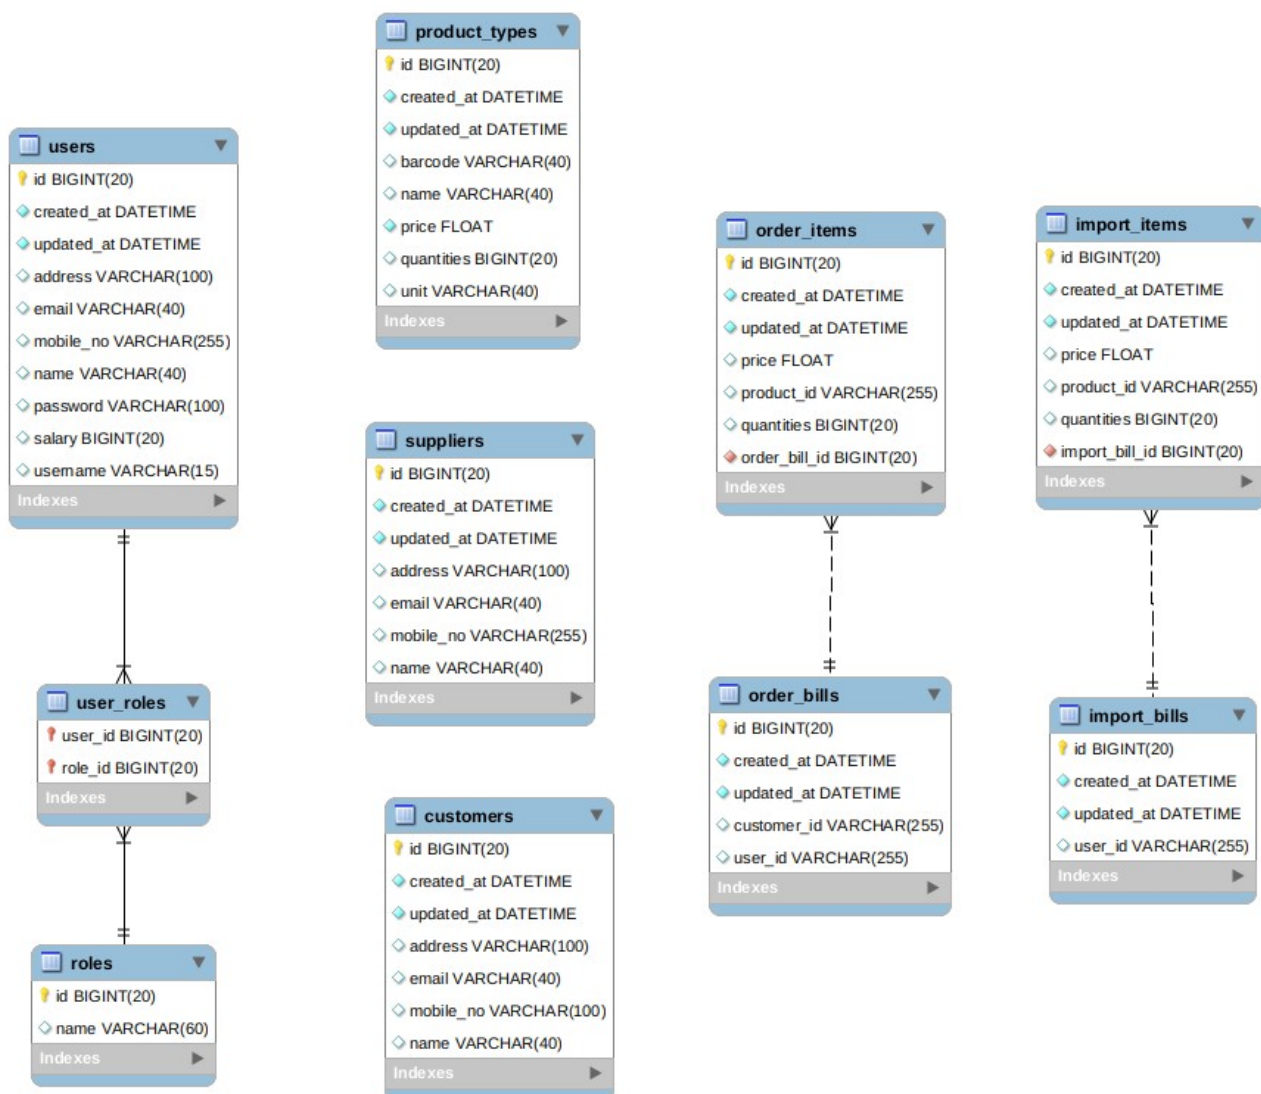 product_types
id BIGINT(20)
created_at DATETIME
updated_at DATETIME
barcode VARCHAR(40)
name VARCHAR(40)
price FLOAT
quantities BIGINT(20)
unit VARCHAR(40)
Indexes
users
id BIGINT(20)
created_at DATETIME
updated_at DATETIME
address VARCHAR(100)
email VARCHAR(40)
mobile_no VARCHAR(255)
name VARCHAR(40)
password VARCHAR(100)
salary BIGINT(20)
username VARCHAR(15)
Indexes
order_items
id BIGINT(20)
created_at DATETIME
updated_at DATETIME
price FLOAT
product_id VARCHAR(255)
quantities BIGINT(20)
order_bill_id BIGINT(20)
Indexes
import_items
id BIGINT(20)
created_at DATETIME
updated_at DATETIME
price FLOAT
product_id VARCHAR(255)
quantities BIGINT(20)
import_bill_id BIGINT(20)
Indexes
suppliers
id BIGINT(20)
created_at DATETIME
updated_at DATETIME
address VARCHAR(100)
email VARCHAR(40)
mobile_no VARCHAR(255)
name VARCHAR(40)
Indexes
user_roles
user_id BIGINT(20)
role_id BIGINT(20)
Indexes
order_bills
id BIGINT(20)
created_at DATETIME
updated_at DATETIME
customer_id VARCHAR(255)
user_id VARCHAR(255)
Indexes
import_bills
id BIGINT(20)
created_at DATETIME
updated_at DATETIME
user_id VARCHAR(255)
Indexes
customers
id BIGINT(20)
created_at DATETIME
updated_at DATETIME
address VARCHAR(100)
email VARCHAR(40)
mobile_no VARCHAR(100)
name VARCHAR(40)
Indexes
roles
id BIGINT(20)
name VARCHAR(60)
Indexes